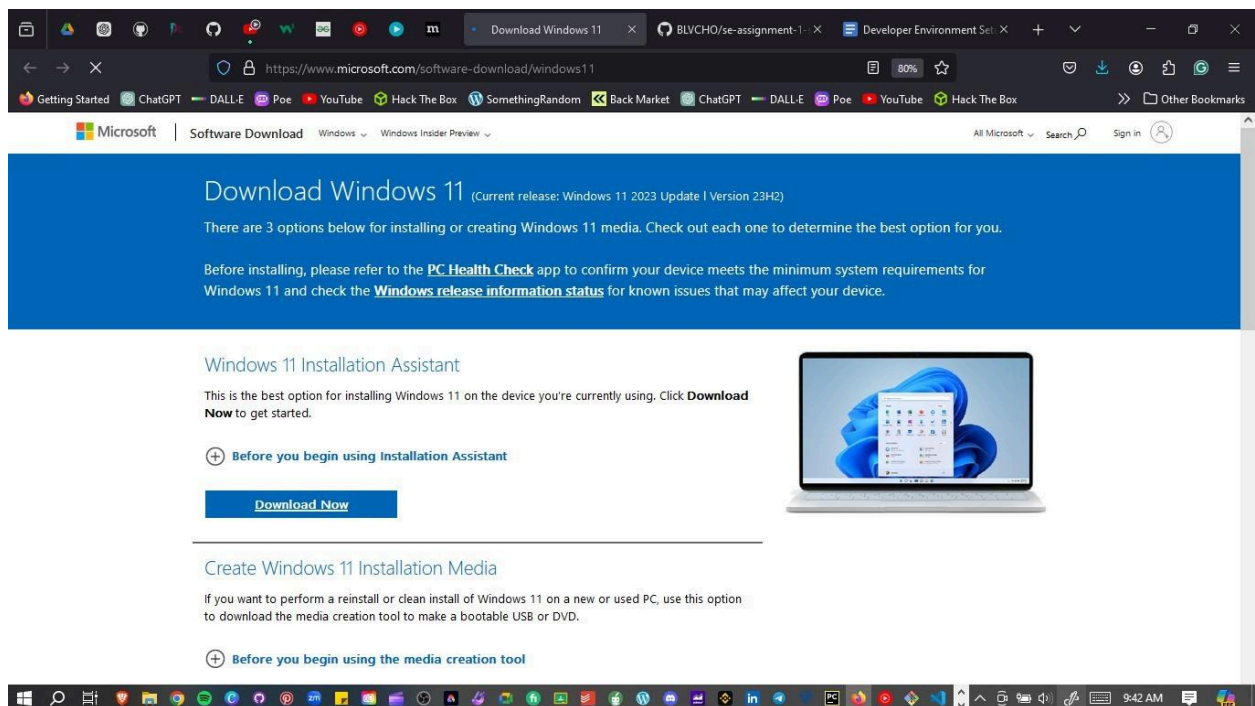 m
Download Windows 11
BLVCHO/se-assignment-1-
Developer Environment Set
https://www.microsoft.com/software-download/windows11
80%
Getting Started ChatGPT DALL·E Poe YouTube Hack The Box SomethingRandom Back Market ChatGPT DALL·E Poe YouTube Hack The Box Other Bookmarks
Microsoft Software Download Windows Windows Insider Preview All Microsoft Search Sign in
Download Windows 11 (Current release: Windows 11 2023 Update l Version 23H2)
There are 3 options below for installing or creating Windows 11 media. Check out each one to determine the best option for you.
Before installing, please refer to the PC Health Check app to confirm your device meets the minimum system requirements for
Windows 11 and check the Windows release information status for known issues that may affect your device.
Windows 11 Installation Assistant
This is the best option for installing Windows 11 on the device you're currently using. Click Download
Now to get started.
Before you begin using Installation Assistant
Download Now
Create Windows 11 Installation Media
If you want to perform a reinstall or clean install of Windows 11 on a new or used PC, use this option
to download the media creation tool to make a bootable USB or DVD.
Before you begin using the media creation tool
zm in PC 9:42 AM